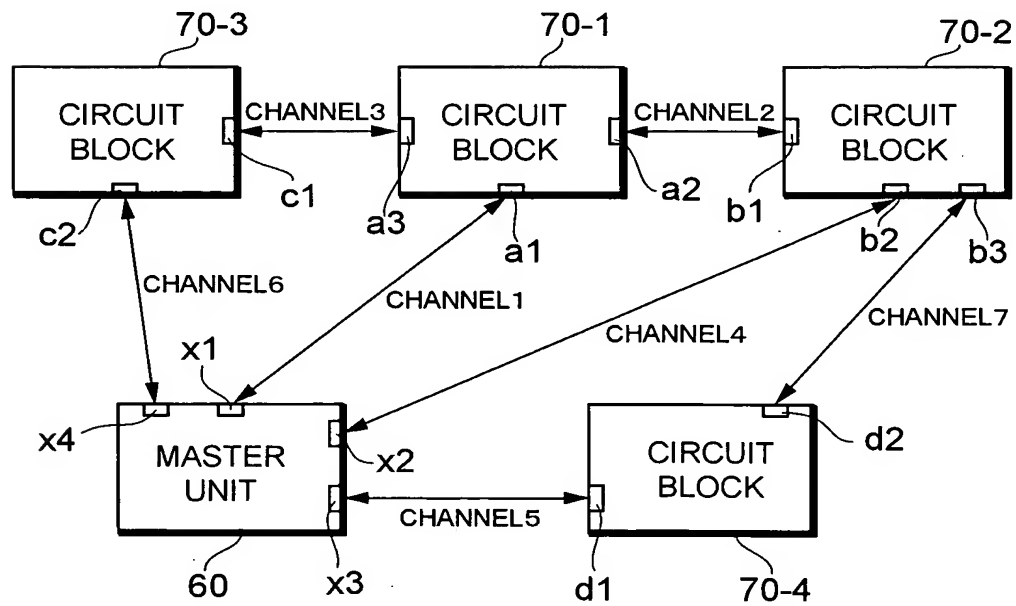 70-3
70-1
70-2
CIRCUIT
BLOCK
CHANNEL3
CIRCUIT
BLOCK
CHANNEL2
CIRCUIT
BLOCK
c2
c1
a3
a1
a2
b1
b2
b3
CHANNEL6
CHANNEL1
CHANNEL4
CHANNEL7
x1
x4
MASTER
UNIT
x2
CIRCUIT
BLOCK
d2
CHANNEL5
60
x3
d1
70-4